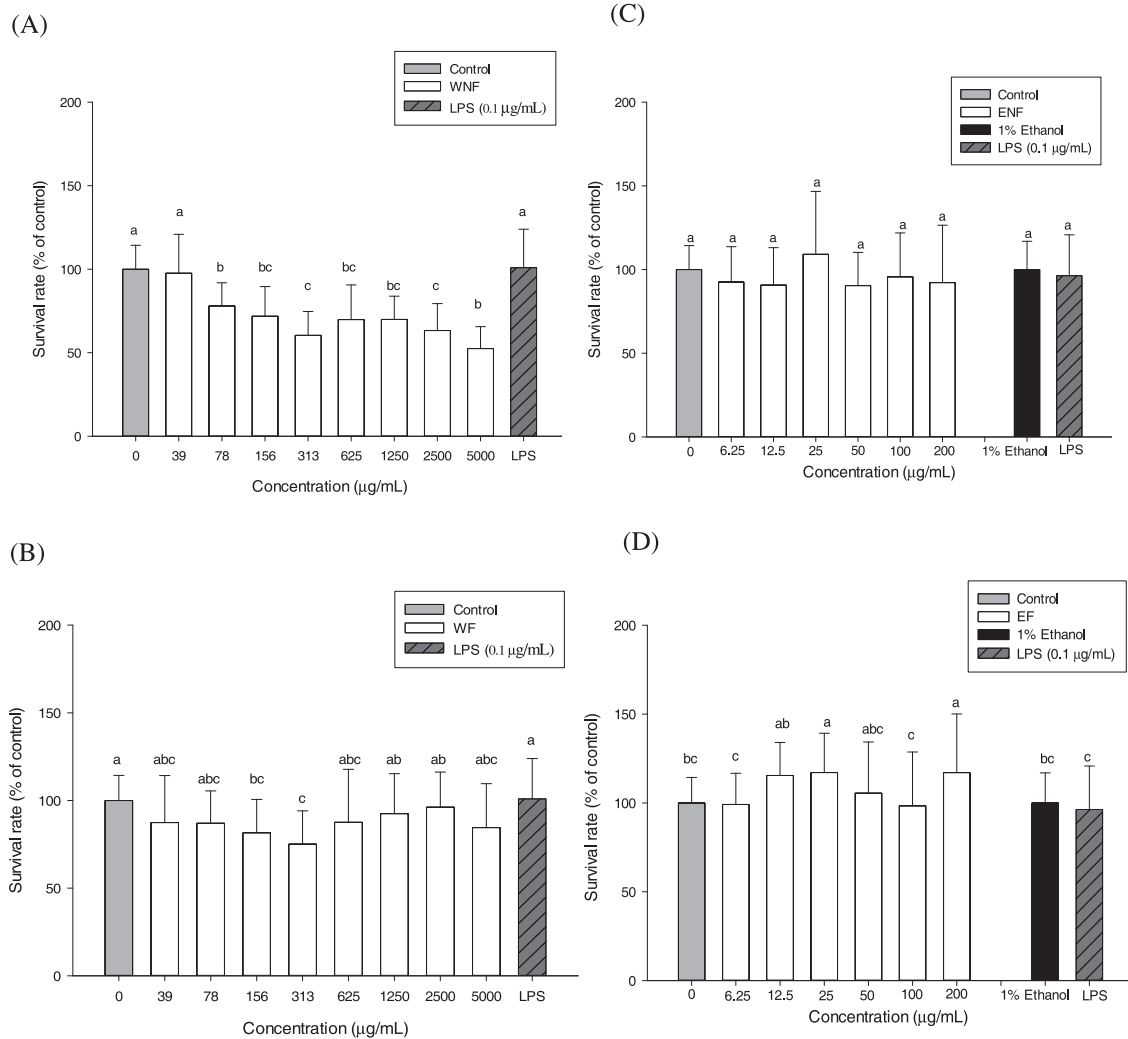 (A)
Control
WNF
LPS (0.1 µg/mL)
Survival rate (% of control)
200
150
100
50
0
a
a
b
bc
c
bc
bc
c
b
a
0 39 78 156 313 625 1250 2500 5000 LPS
Concentration (µg/mL)
(C)
Control
ENF
1% Ethanol
LPS (0.1 µg/mL)
Survival rate (% of control)
200
150
100
50
0
a
a
a
a
a
a
a
a
a
0 6.25 12.5 25 50 100 200 1% Ethanol LPS
Concentration (µg/mL)
(B)
Control
WF
LPS (0.1 µg/mL)
Survival rate (% of control)
200
150
100
50
0
a
abc
abc
bc
c
abc
ab
ab
abc
a
0 39 78 156 313 625 1250 2500 5000 LPS
Concentration (µg/mL)
(D)
Control
EF
1% Ethanol
LPS (0.1 µg/mL)
Survival rate (% of control)
200
150
100
50
0
bc
c
ab
a
abc
c
a
bc
c
0 6.25 12.5 25 50 100 200 1% Ethanol LPS
Concentration (µg/mL)